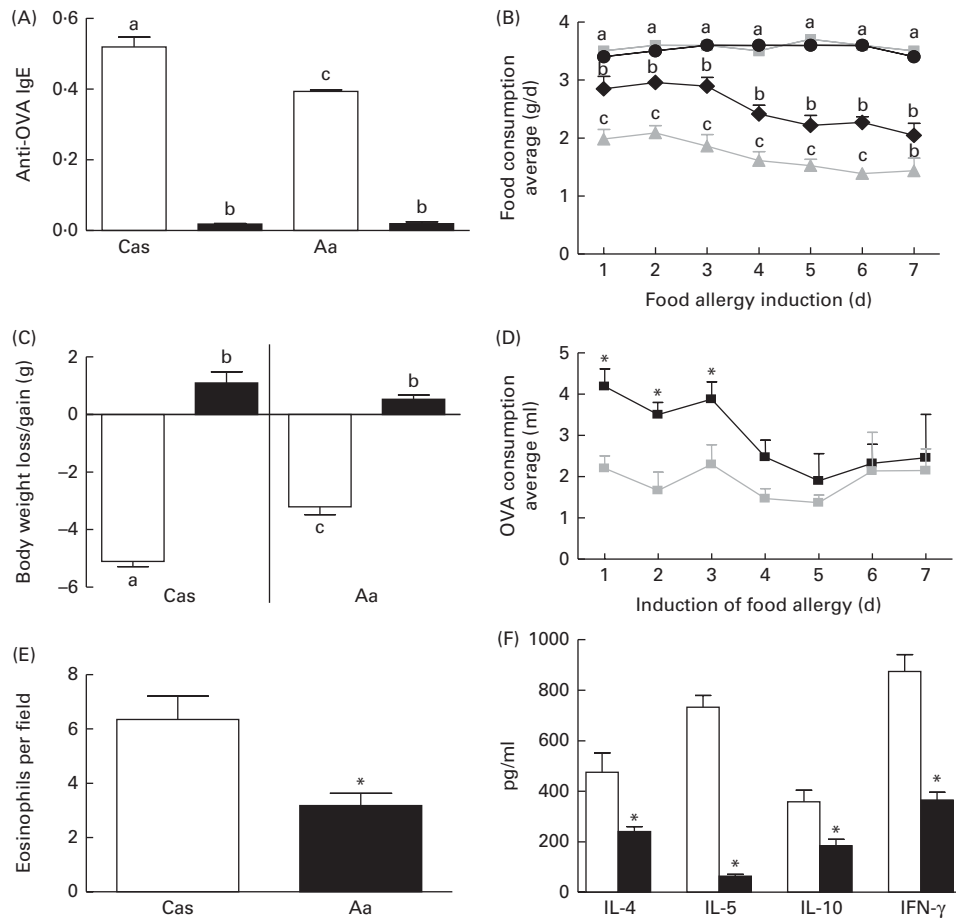 (A)
Anti-OVA IgE
0·6
0·4
0·2
0·0
a
b
c
b
Cas
Aa
(B)
Food consumption
average (g/d)
4
3
2
1
0
a a a a a a a
b b b b b b b
c c c c c c b
1 2 3 4 5 6 7
Food allergy induction (d)
(C)
Body weight loss/gain (g)
2
0
–2
–4
–6
a
b
c
b
Cas
Aa
(D)
OVA consumption
average (ml)
5
4
3
2
1
0
* * *
1 2 3 4 5 6 7
Induction of food allergy (d)
(E)
Eosinophils per field
8
6
4
2
0
*
Cas
Aa
(F)
pg/ml
1000
800
600
400
200
0
* * * *
IL-4 IL-5 IL-10 IFN-γ